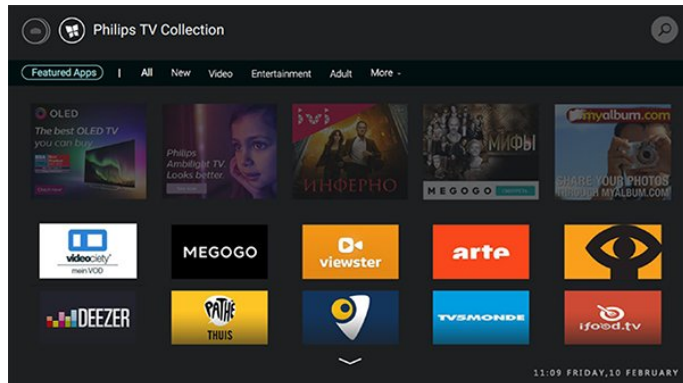 Philips TV Collection
Featured Apps | All New Video Entertainment Adult More
OLED
The best OLED TV
you can buy
Philips
Ambilight TV.
Looks better.
ivi
ИНФЕРНО
МИФЫ
MEGOGO
myalbum.com
SHARE YOUR PHOTOS
THROUGH MYALBUM.COM
videociety
mein VOD
MEGOGO
viewster
arte
DEEZER
PATHÉ
THUIS
TV5MONDE
ifood.tv
11:09 FRIDAY,10 FEBRUARY